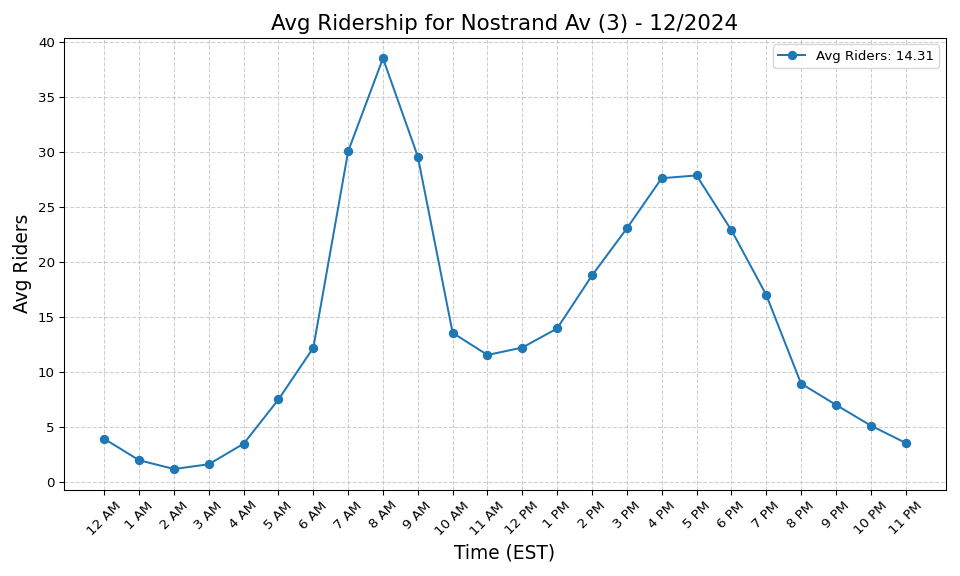 Avg Ridership for Nostrand Av (3) - 12/2024
Avg Riders: 14.31
Avg Riders
40
35
30
25
20
15
10
5
0
12 AM
1 AM
2 AM
3 AM
4 AM
5 AM
6 AM
7 AM
8 AM
9 AM
10 AM
11 AM
12 PM
1 PM
2 PM
3 PM
4 PM
5 PM
6 PM
7 PM
8 PM
9 PM
10 PM
11 PM
Time (EST)